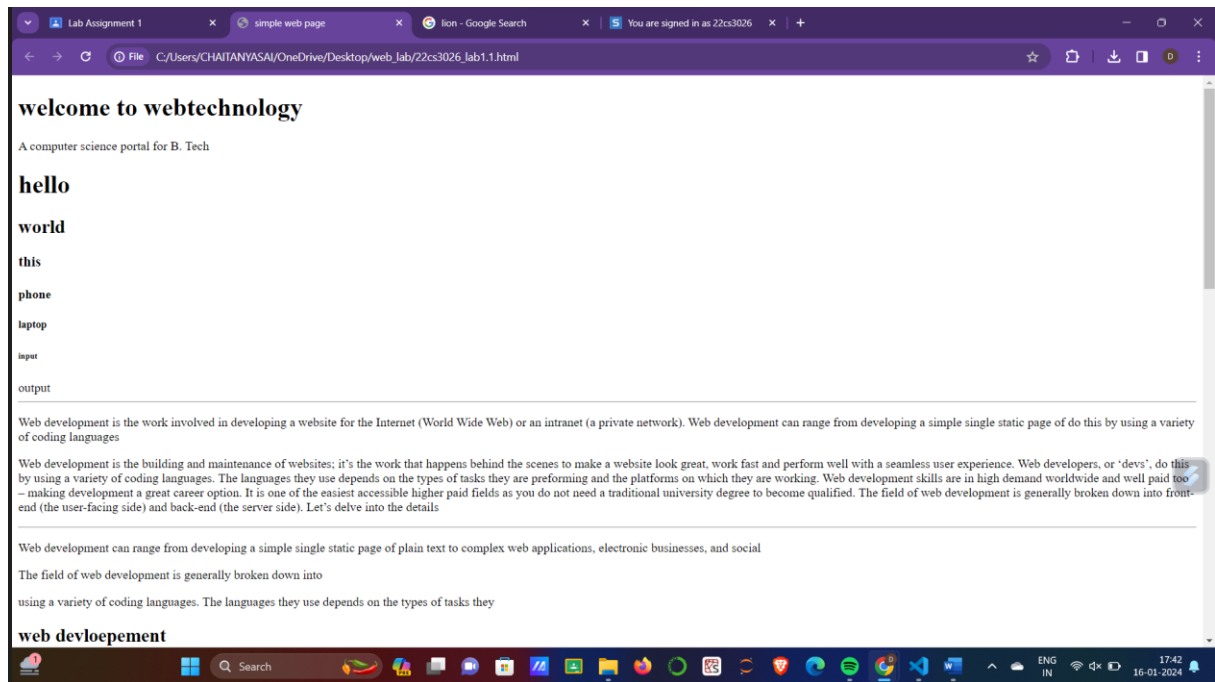 Lab Assignment 1
simple web page
lion - Google Search
You are signed in as 22cs3026
File C:/Users/CHAITANYASAI/OneDrive/Desktop/web_lab/22cs3026_lab1.1.html
D
welcome to webtechnology
A computer science portal for B. Tech
hello
world
this
phone
laptop
input
output
Web development is the work involved in developing a website for the Internet (World Wide Web) or an intranet (a private network). Web development can range from developing a simple single static page of do this by using a variety
of coding languages
Web development is the building and maintenance of websites; it’s the work that happens behind the scenes to make a website look great, work fast and perform well with a seamless user experience. Web developers, or ‘devs’, do this
by using a variety of coding languages. The languages they use depends on the types of tasks they are preforming and the platforms on which they are working. Web development skills are in high demand worldwide and well paid too
– making development a great career option. It is one of the easiest accessible higher paid fields as you do not need a traditional university degree to become qualified. The field of web development is generally broken down into front-
end (the user-facing side) and back-end (the server side). Let’s delve into the details
Web development can range from developing a simple single static page of plain text to complex web applications, electronic businesses, and social
The field of web development is generally broken down into
using a variety of coding languages. The languages they use depends on the types of tasks they
web devloepement
1
Search
ENG
IN
17:42
16-01-2024